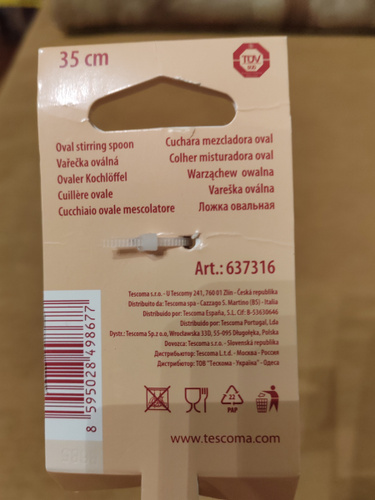 35 cm
TÜV
Oval stirring spoon
Vařečka oválná
Ovaler Kochlöffel
Cuillère ovale
Cucchiaio ovale mescolatore
Cuchara mezcladora oval
Colher misturadora oval
Warząchew owalna
Vareška oválna
Ложка овальная
Art.: 637316
Tescoma s.r.o. - U Tescomy 241, 760 01 Zlín - Česká republika
Distribuito da: Tescoma spa - Cazzago S. Martino (BS) - Italia
Distribuido por: Tescoma España, S.L. Cif: B-53630646
Distribuido por: Tescoma Portugal, Lda
Dystr.: Tescoma Sp.z o.o, Wrocławska 33D, 55-095 Długołęka, Polska
Dovozca: Tescoma s.r.o. - Slovenská republika
Дистрибьютор: Tescoma L.t.d. - Москва - Россия
Дистрибьютор: ТОВ "Тескома - Україна" - Одеса
8 595028 498677
22
PAP
www.tescoma.com